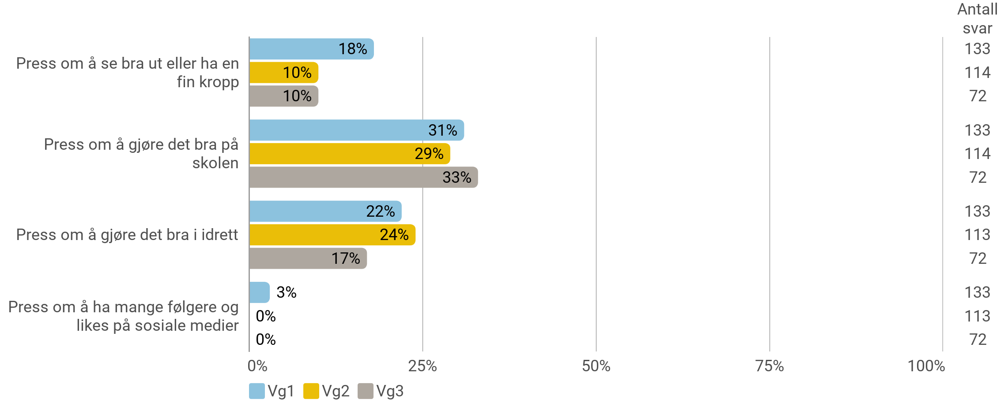 Antall
svar
Press om å se bra ut eller ha en
fin kropp
18% 133
10% 114
10% 72
Press om å gjøre det bra på
skolen
31% 133
29% 114
33% 72
Press om å gjøre det bra i idrett
22% 133
24% 113
17% 72
Press om å ha mange følgere og
likes på sosiale medier
3% 133
0% 113
0% 72
0% 25% 50% 75% 100%
Vg1 Vg2 Vg3